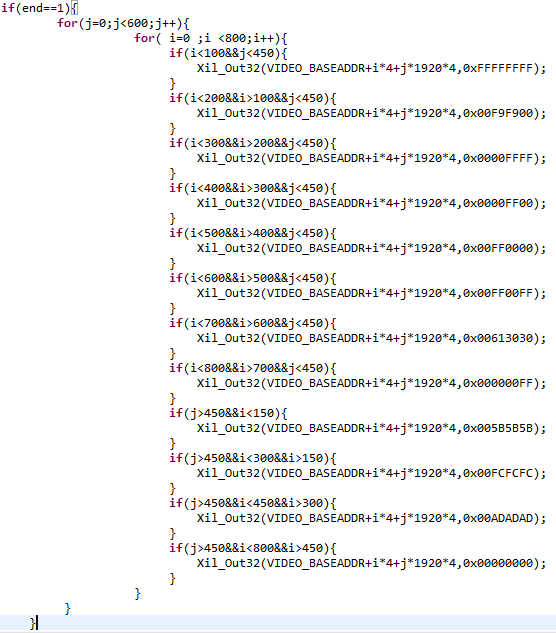 if(end==1){
for(j=0;j<600;j++){
for( i=0 ;i <800;i++){
if(i<100&&j<450){
Xil_Out32(VIDEO_BASEADDR+i*4+j*1920*4,0xFFFFFFFF);
}
if(i<200&&i>100&&j<450){
Xil_Out32(VIDEO_BASEADDR+i*4+j*1920*4,0x00F9F900);
}
if(i<300&&i>200&&j<450){
Xil_Out32(VIDEO_BASEADDR+i*4+j*1920*4,0x0000FFFF);
}
if(i<400&&i>300&&j<450){
Xil_Out32(VIDEO_BASEADDR+i*4+j*1920*4,0x0000FF00);
}
if(i<500&&i>400&&j<450){
Xil_Out32(VIDEO_BASEADDR+i*4+j*1920*4,0x00FF0000);
}
if(i<600&&i>500&&j<450){
Xil_Out32(VIDEO_BASEADDR+i*4+j*1920*4,0x00FF00FF);
}
if(i<700&&i>600&&j<450){
Xil_Out32(VIDEO_BASEADDR+i*4+j*1920*4,0x00613030);
}
if(i<800&&i>700&&j<450){
Xil_Out32(VIDEO_BASEADDR+i*4+j*1920*4,0x000000FF);
}
if(j>450&&i<150){
Xil_Out32(VIDEO_BASEADDR+i*4+j*1920*4,0x005B5B5B);
}
if(j>450&&i<300&&i>150){
Xil_Out32(VIDEO_BASEADDR+i*4+j*1920*4,0x00FCFCFC);
}
if(j>450&&i<450&&i>300){
Xil_Out32(VIDEO_BASEADDR+i*4+j*1920*4,0x00ADADAD);
}
if(j>450&&i<800&&i>450){
Xil_Out32(VIDEO_BASEADDR+i*4+j*1920*4,0x00000000);
}
}
}
}